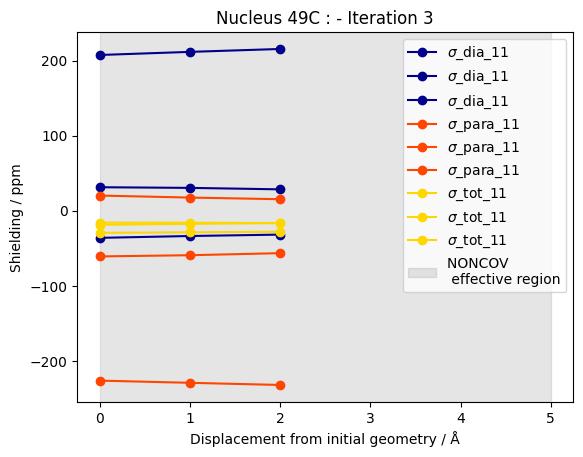 Nucleus 49C : - Iteration 3
Shielding / ppm
200
100
0
−100
−200
σ_dia_11
σ_dia_11
σ_dia_11
σ_para_11
σ_para_11
σ_para_11
σ_tot_11
σ_tot_11
σ_tot_11
NONCOV
effective region
0 1 2 3 4 5
Displacement from initial geometry / Å